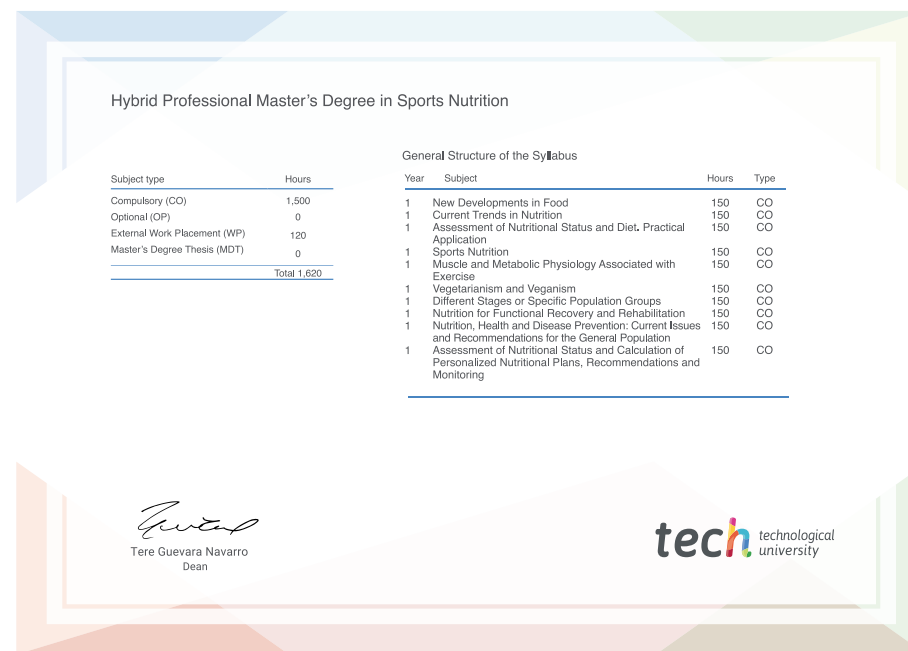 Hybrid Professional Master’s Degree in Sports Nutrition
Subject type Hours
Compulsory (CO) 1,500
Optional (OP) 0
External Work Placement (WP) 120
Master’s Degree Thesis (MDT) 0
Total 1,620
General Structure of the Syllabus
Year Subject Hours Type
1 New Developments in Food 150 CO
1 Current Trends in Nutrition 150 CO
1 Assessment of Nutritional Status and Diet. Practical 150 CO
Application
1 Sports Nutrition 150 CO
1 Muscle and Metabolic Physiology Associated with 150 CO
Exercise
1 Vegetarianism and Veganism 150 CO
1 Different Stages or Specific Population Groups 150 CO
1 Nutrition for Functional Recovery and Rehabilitation 150 CO
1 Nutrition, Health and Disease Prevention: Current Issues 150 CO
and Recommendations for the General Population
1 Assessment of Nutritional Status and Calculation of 150 CO
Personalized Nutritional Plans, Recommendations and
Monitoring
Tere Guevara Navarro
Dean
tech technological
university